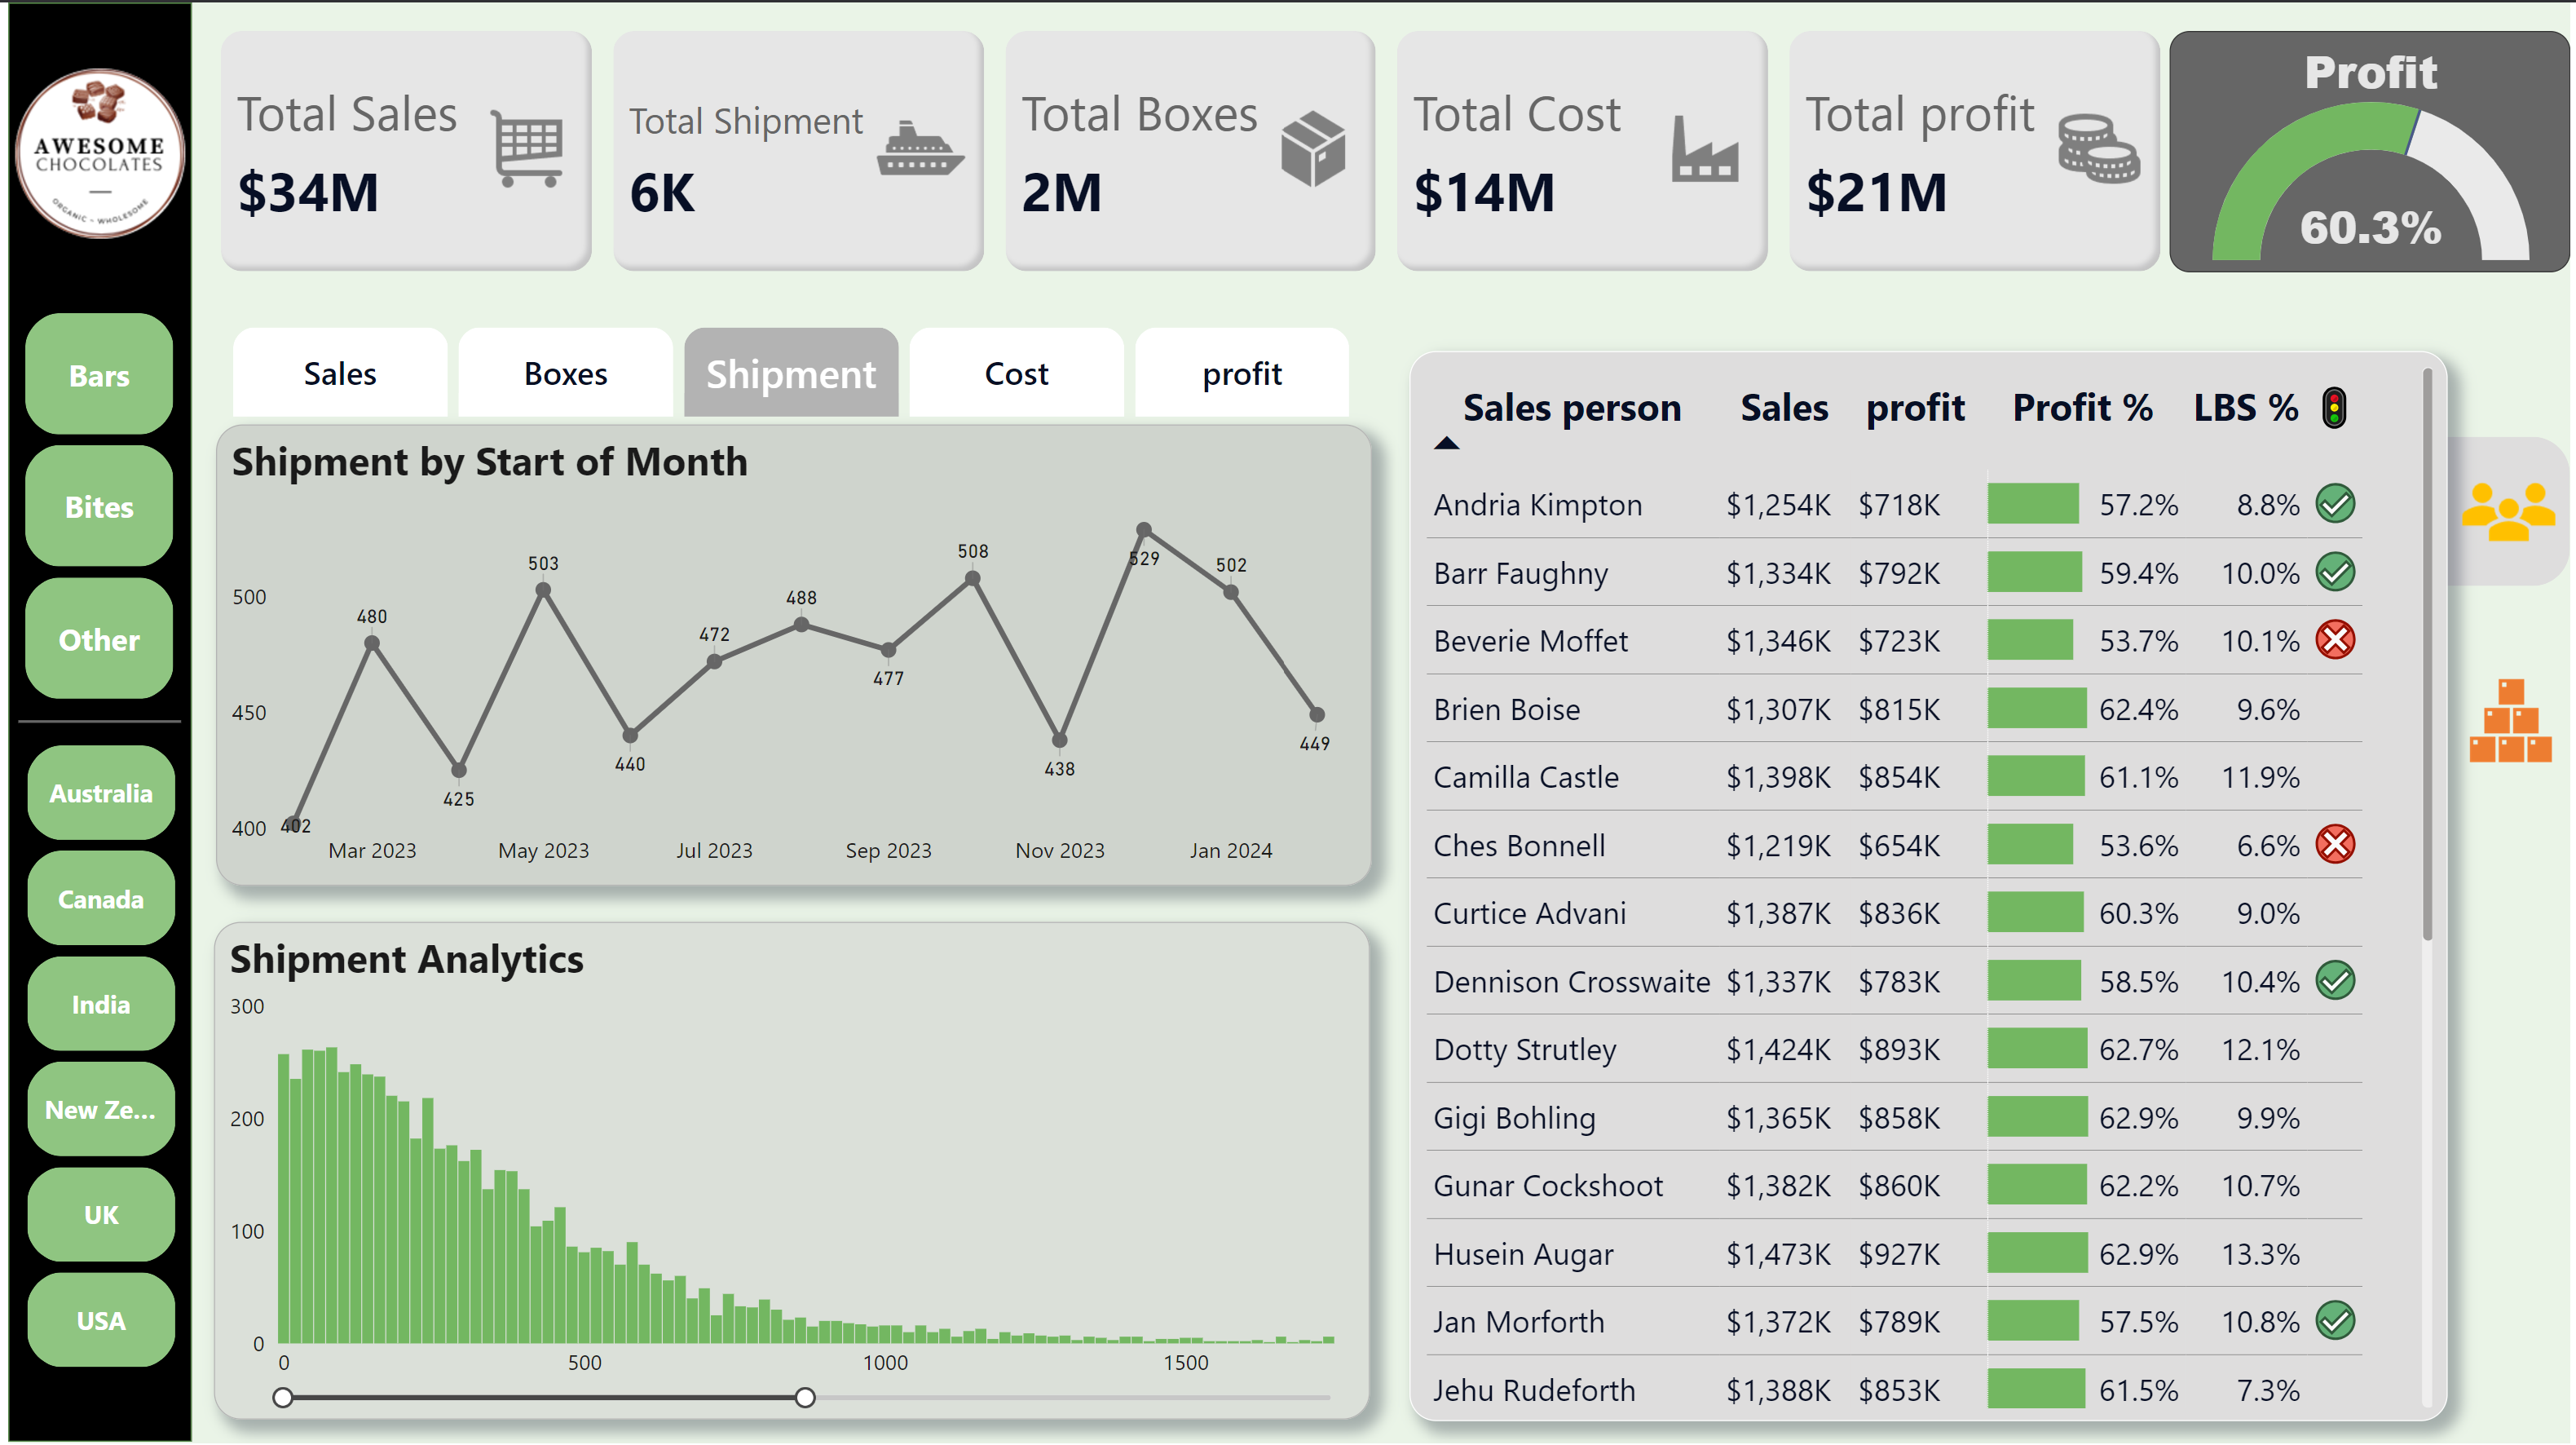 AWESOME
CHOCOLATES
ORGANIC ~ WHOLESOME
Bars
Bites
Other
Australia
Canada
India
New Ze...
UK
USA
Total Sales
$34M
Total Shipment
6K
Total Boxes
2M
Total Cost
$14M
Total profit
$21M
Profit
60.3%
Sales Boxes Shipment Cost profit
Shipment by Start of Month
500
450
400
402
480
425
503
440
472
488
477
508
438
529
502
449
Mar 2023 May 2023 Jul 2023 Sep 2023 Nov 2023 Jan 2024
Shipment Analytics
300
200
100
0
0 500 1000 1500
Sales person Sales profit Profit % LBS %
Andria Kimpton $1,254K $718K 57.2% 8.8%
Barr Faughny $1,334K $792K 59.4% 10.0%
Beverie Moffet $1,346K $723K 53.7% 10.1%
Brien Boise $1,307K $815K 62.4% 9.6%
Camilla Castle $1,398K $854K 61.1% 11.9%
Ches Bonnell $1,219K $654K 53.6% 6.6%
Curtice Advani $1,387K $836K 60.3% 9.0%
Dennison Crosswaite $1,337K $783K 58.5% 10.4%
Dotty Strutley $1,424K $893K 62.7% 12.1%
Gigi Bohling $1,365K $858K 62.9% 9.9%
Gunar Cockshoot $1,382K $860K 62.2% 10.7%
Husein Augar $1,473K $927K 62.9% 13.3%
Jan Morforth $1,372K $789K 57.5% 10.8%
Jehu Rudeforth $1,388K $853K 61.5% 7.3%